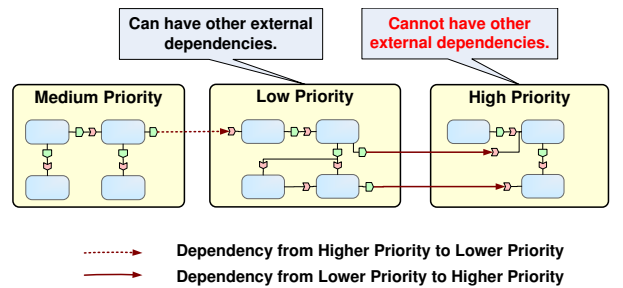 Can have other external
dependencies.
Cannot have other
external dependencies.
Medium Priority
Low Priority
High Priority
Dependency from Higher Priority to Lower Priority
Dependency from Lower Priority to Higher Priority